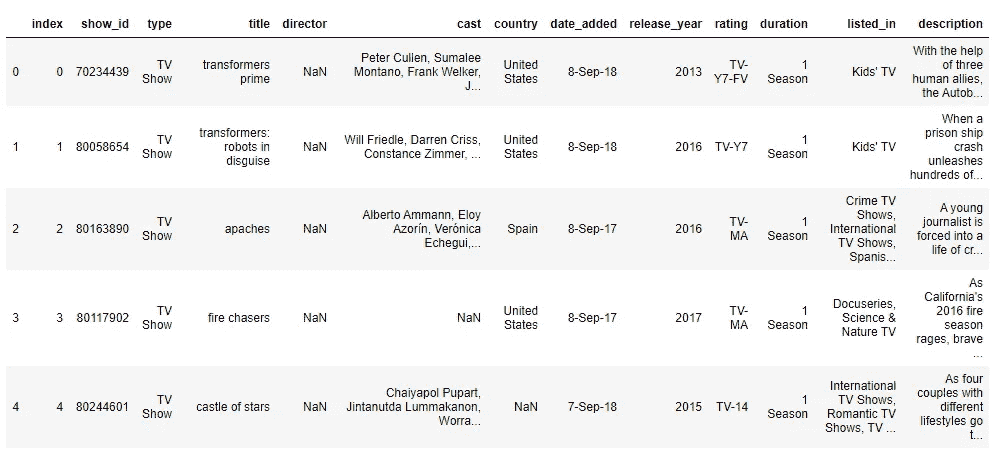 index show_id type title director cast country date_added release_year rating duration listed_in description
0 0 70234439 TV Show transformers prime NaN Peter Cullen, Sumalee Montano, Frank Welker, J... United States 8-Sep-18 2013 TV-Y7-FV 1 Season Kids' TV With the help of three human allies, the Autob...
1 1 80058654 TV Show transformers: robots in disguise NaN Will Friedle, Darren Criss, Constance Zimmer, ... United States 8-Sep-18 2016 TV-Y7 1 Season Kids' TV When a prison ship crash unleashes hundreds of...
2 2 80163890 TV Show apaches NaN Alberto Ammann, Eloy Azorín, Verónica Echegui,... Spain 8-Sep-17 2016 TV-MA 1 Season Crime TV Shows, International TV Shows, Spanis... A young journalist is forced into a life of cr...
3 3 80117902 TV Show fire chasers NaN NaN United States 8-Sep-17 2017 TV-MA 1 Season Docuseries, Science & Nature TV As California's 2016 fire season rages, brave ...
4 4 80244601 TV Show castle of stars NaN Chaiyapol Pupart, Jintanutda Lummakanon, Worra... NaN 7-Sep-18 2015 TV-14 1 Season International TV Shows, Romantic TV Shows, TV ... As four couples with different lifestyles go t...